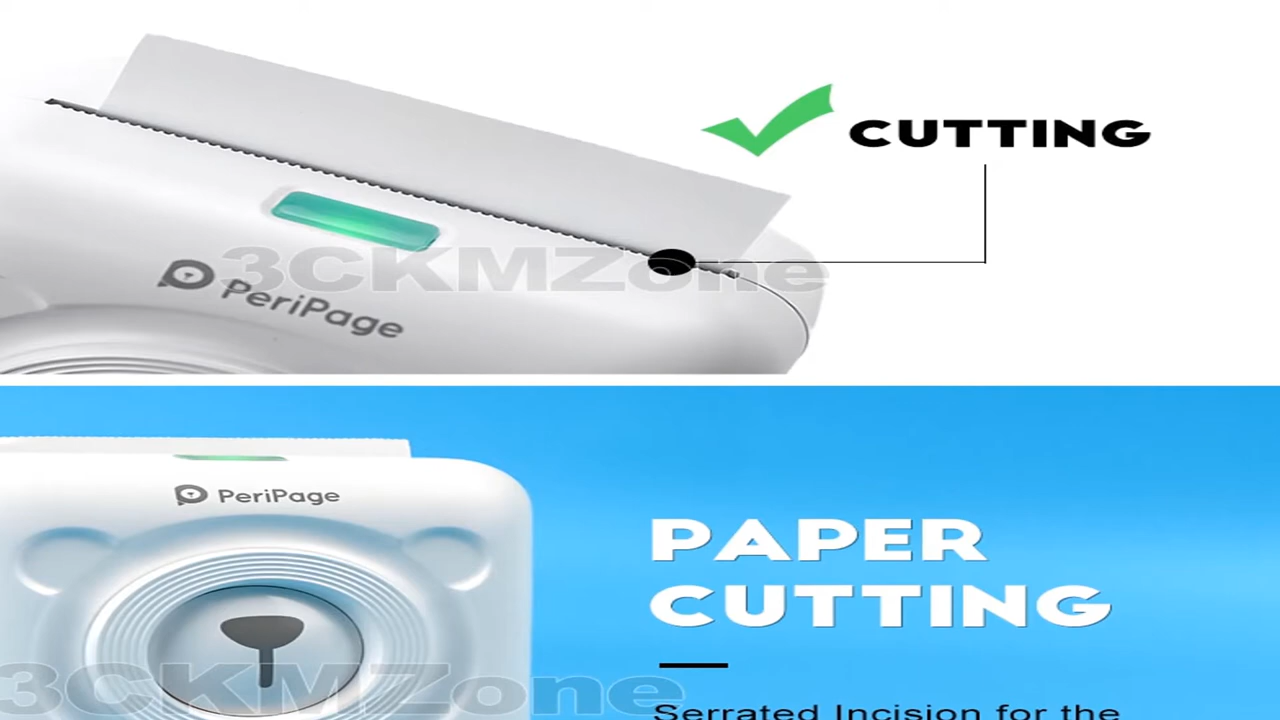 CUTTING
3CKMZone
PeriPage
PeriPage
PAPER
CUTTING
3CKMZone
Serrated Incision for the